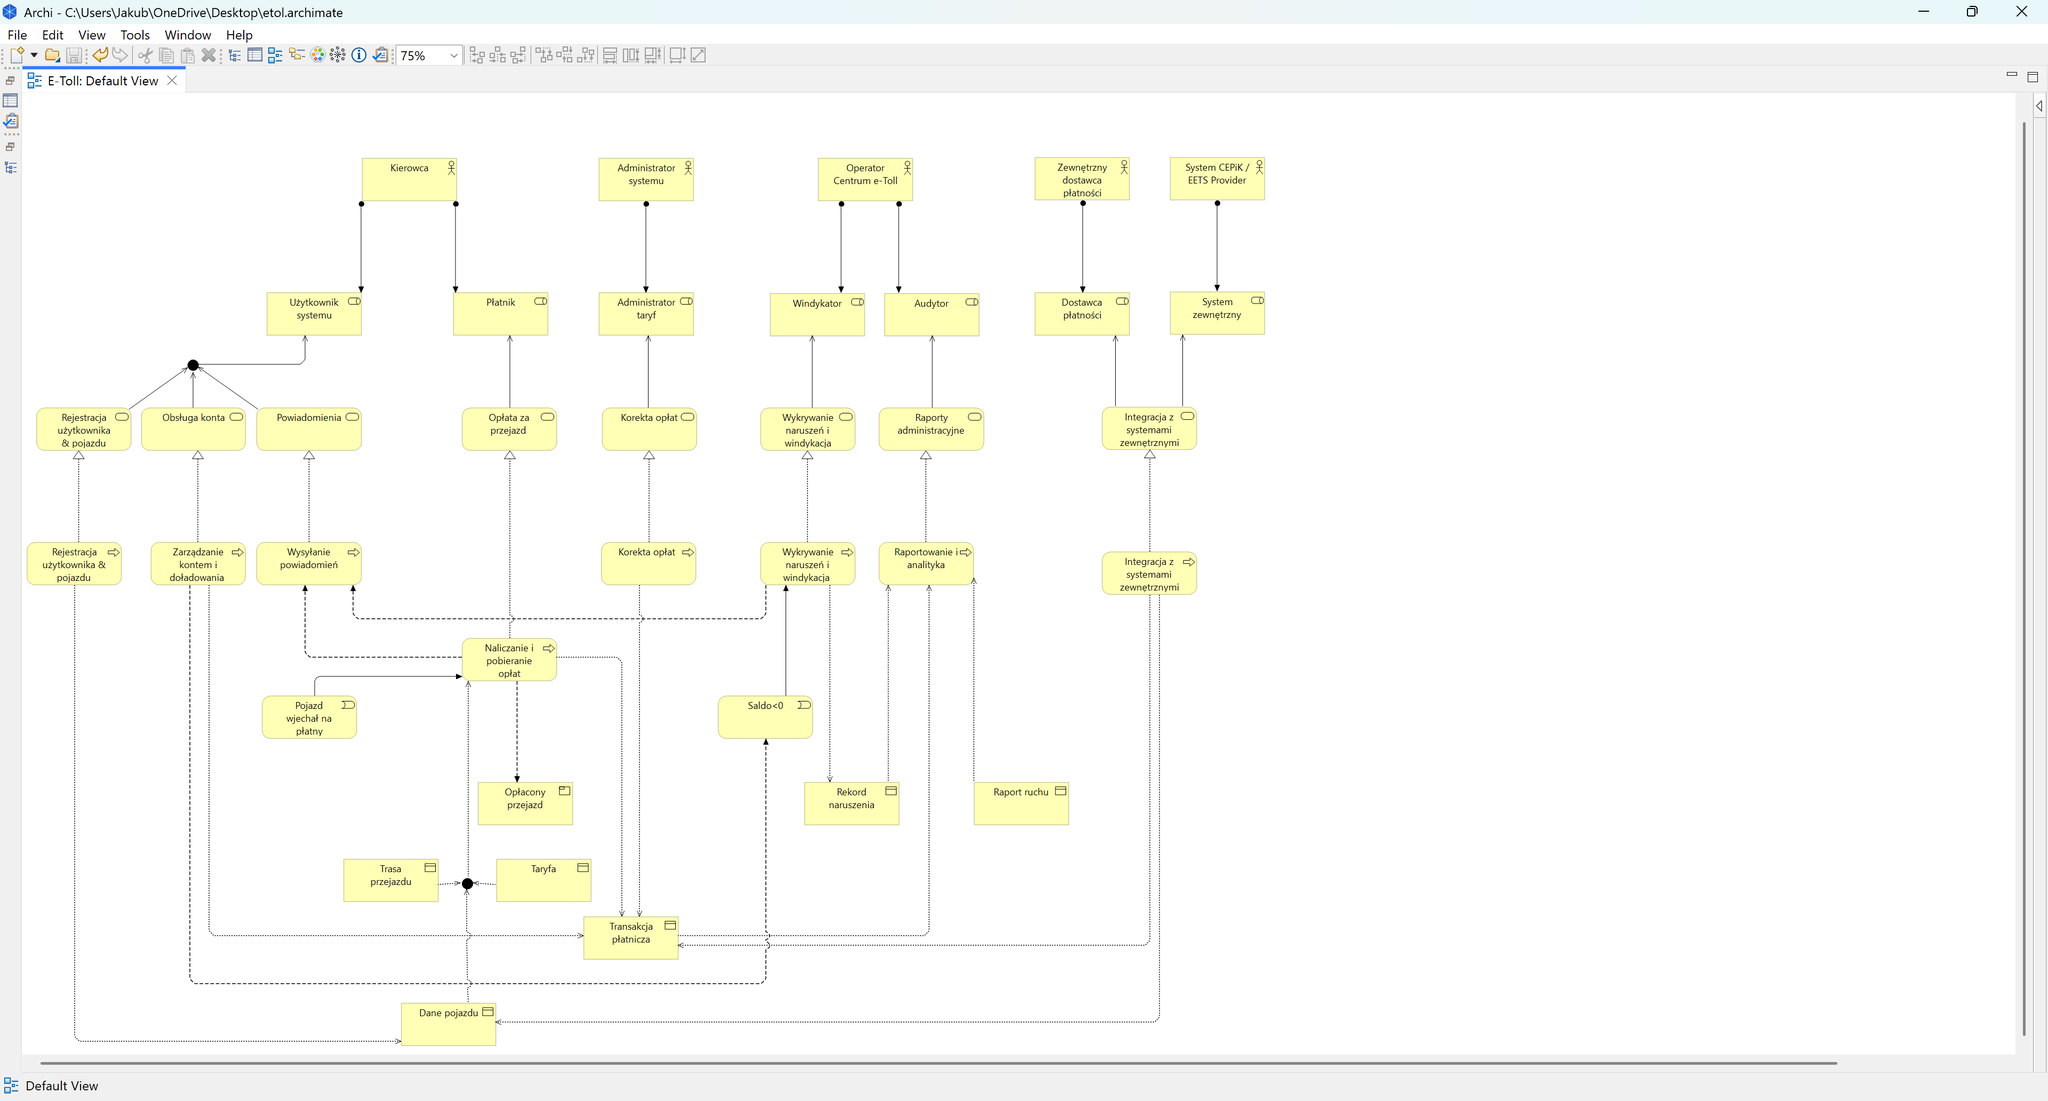 Archi - C:\Users\Jakub\OneDrive\Desktop\etol.archimate
File Edit View Tools Window Help
75%
E-Toll: Default View
Kierowca
Administrator
systemu
Operator
Centrum e-Toll
Zewnętrzny
dostawca
płatności
System CEPiK /
EETS Provider
Użytkownik
systemu
Płatnik
Administrator
taryf
Windykator
Audytor
Dostawca
płatności
System
zewnętrzny
Rejestracja
użytkownika
& pojazdu
Obsługa konta
Powiadomienia
Opłata za
przejazd
Korekta opłat
Wykrywanie
naruszeń i
windykacja
Raporty
administracyjne
Integracja z
systemami
zewnętrznymi
Rejestracja
użytkownika &
pojazdu
Zarządzanie
kontem i
doładowania
Wysyłanie
powiadomień
Korekta opłat
Wykrywanie
naruszeń i
windykacja
Raportowanie i
analityka
Integracja z
systemami
zewnętrznymi
Naliczanie i
pobieranie
opłat
Pojazd
wjechał na
płatny
Saldo<0
Opłacony
przejazd
Rekord
naruszenia
Raport ruchu
Trasa
przejazdu
Taryfa
Transakcja
płatnicza
Dane pojazdu
Default View